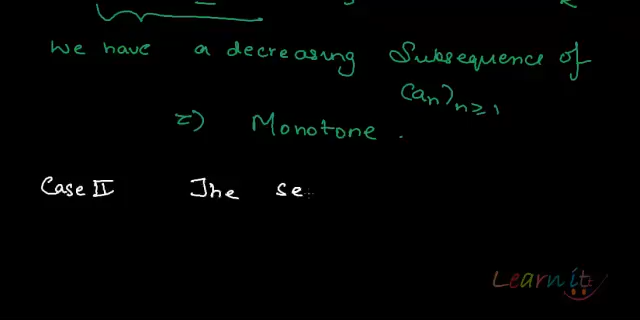 we have a decreasing Subsequence of
(an)n≥1
=) Monotone.
Case II The se
Learnit